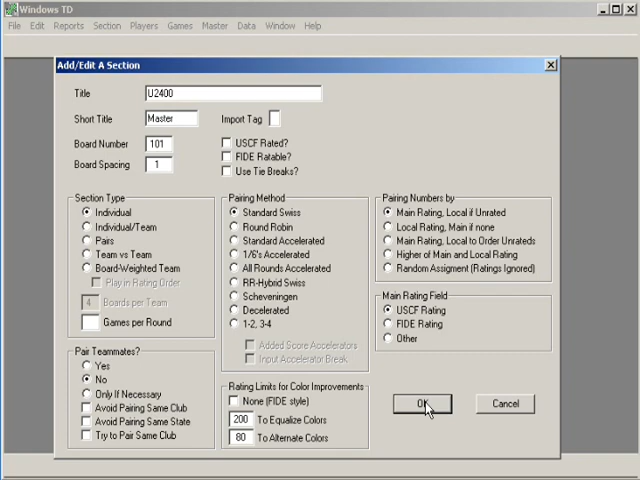 Windows TD
File Edit Reports Section Players Games Master Data Window Help
Add/Edit A Section
Title U2400
Short Title Master Import Tag
Board Number 101
Board Spacing 1
USCF Rated?
FIDE Ratable?
Use Tie Breaks?
Section Type
Individual
Individual/Team
Pairs
Team vs Team
Board-Weighted Team
Play in Rating Order
4 Boards per Team
Games per Round
Pair Teammates?
Yes
No
Only If Necessary
Avoid Pairing Same Club
Avoid Pairing Same State
Try to Pair Same Club
Pairing Method
Standard Swiss
Round Robin
Standard Accelerated
1/6's Accelerated
All Rounds Accelerated
RR-Hybrid Swiss
Scheveningen
Decelerated
1-2, 3-4
Added Score Accelerators
Input Accelerator Break
Rating Limits for Color Improvements
None (FIDE style)
200 To Equalize Colors
80 To Alternate Colors
Pairing Numbers by
Main Rating, Local if Unrated
Local Rating, Main if none
Main Rating, Local to Order Unrateds
Higher of Main and Local Rating
Random Assigment (Ratings Ignored)
Main Rating Field
USCF Rating
FIDE Rating
Other
OK Cancel